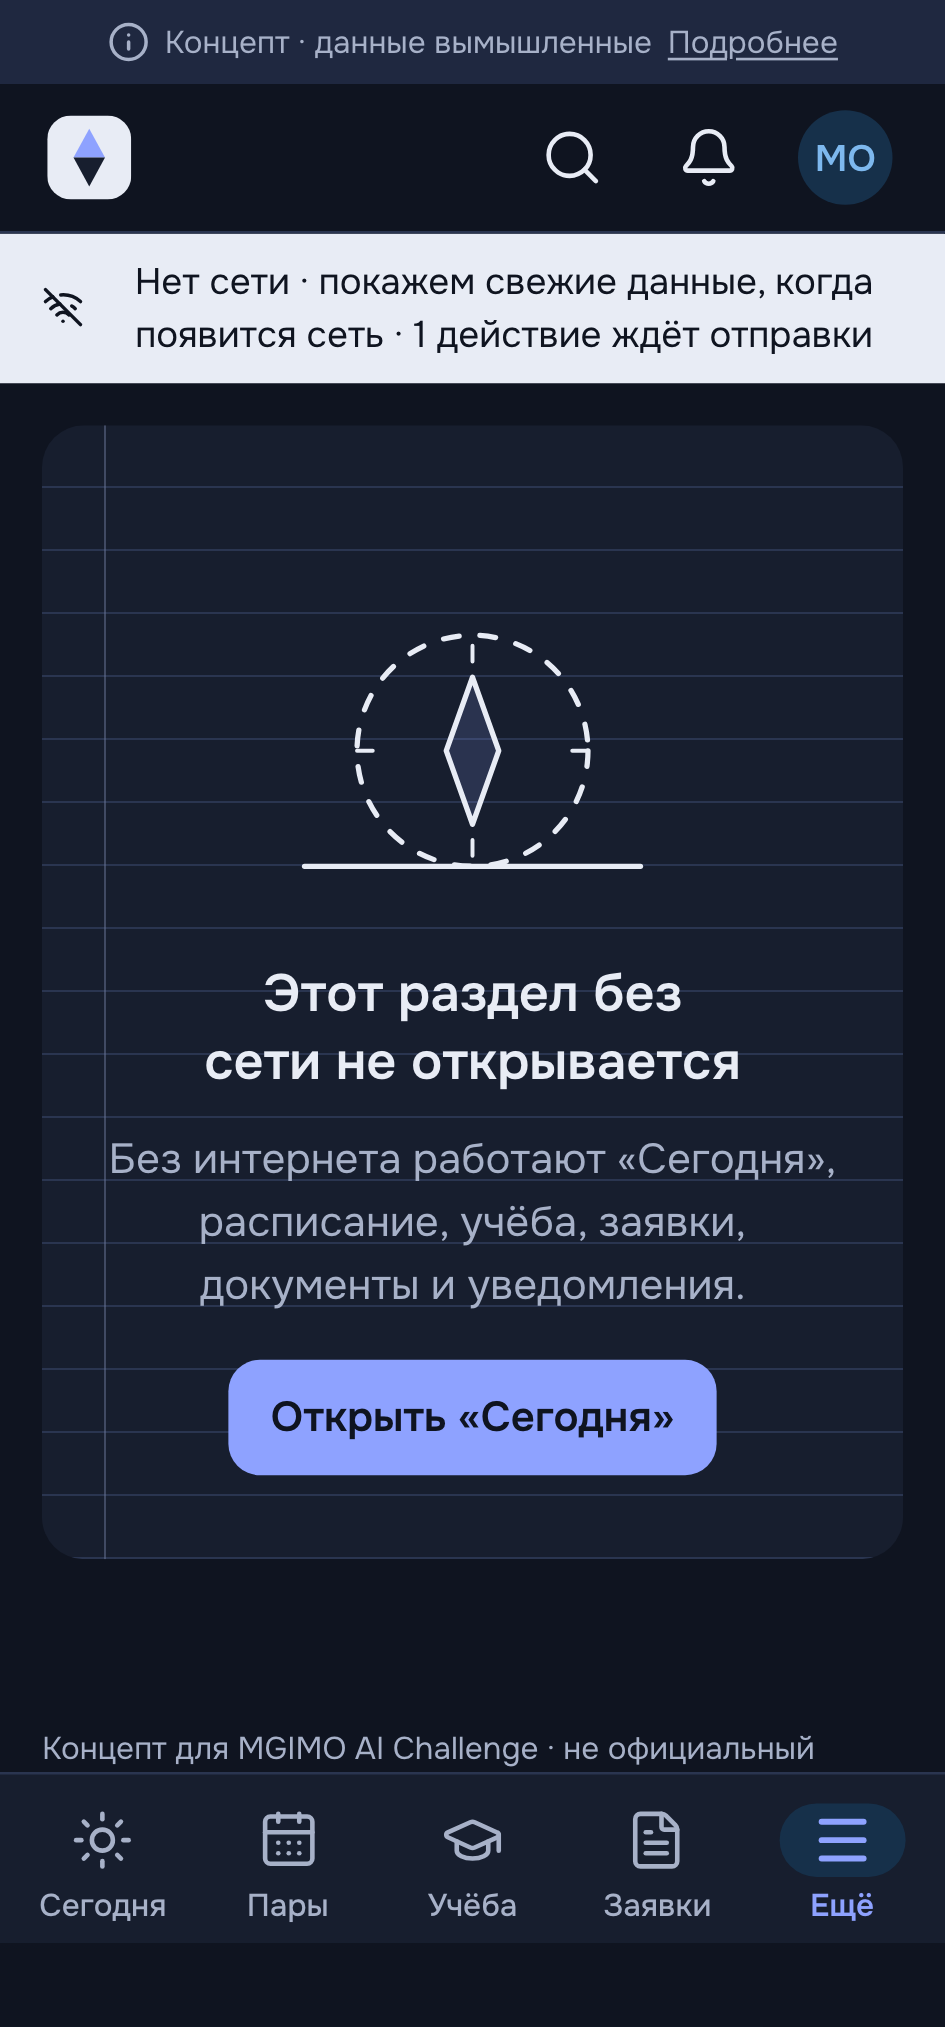 Концепт · данные вымышленные Подробнее
МО
Нет сети · покажем свежие данные, когда
появится сеть · 1 действие ждёт отправки
Этот раздел без
сети не открывается
Без интернета работают «Сегодня»,
расписание, учёба, заявки,
документы и уведомления.
Открыть «Сегодня»
Концепт для MGIMO AI Challenge · не официальный
Сегодня
Пары
Учёба
Заявки
Ещё